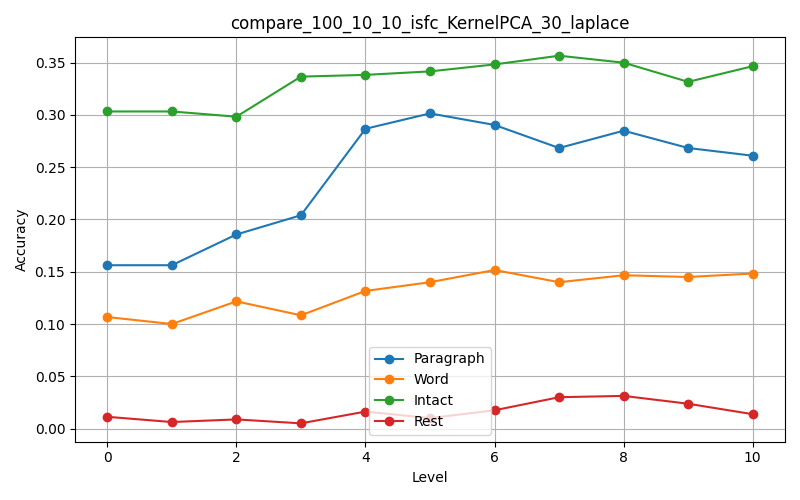 compare_100_10_10_isfc_KernelPCA_30_laplace
0.35
0.30
0.25
0.20
0.15
0.10
0.05
0.00
Accuracy
Paragraph
Word
Intact
Rest
0 2 4 6 8 10
Level